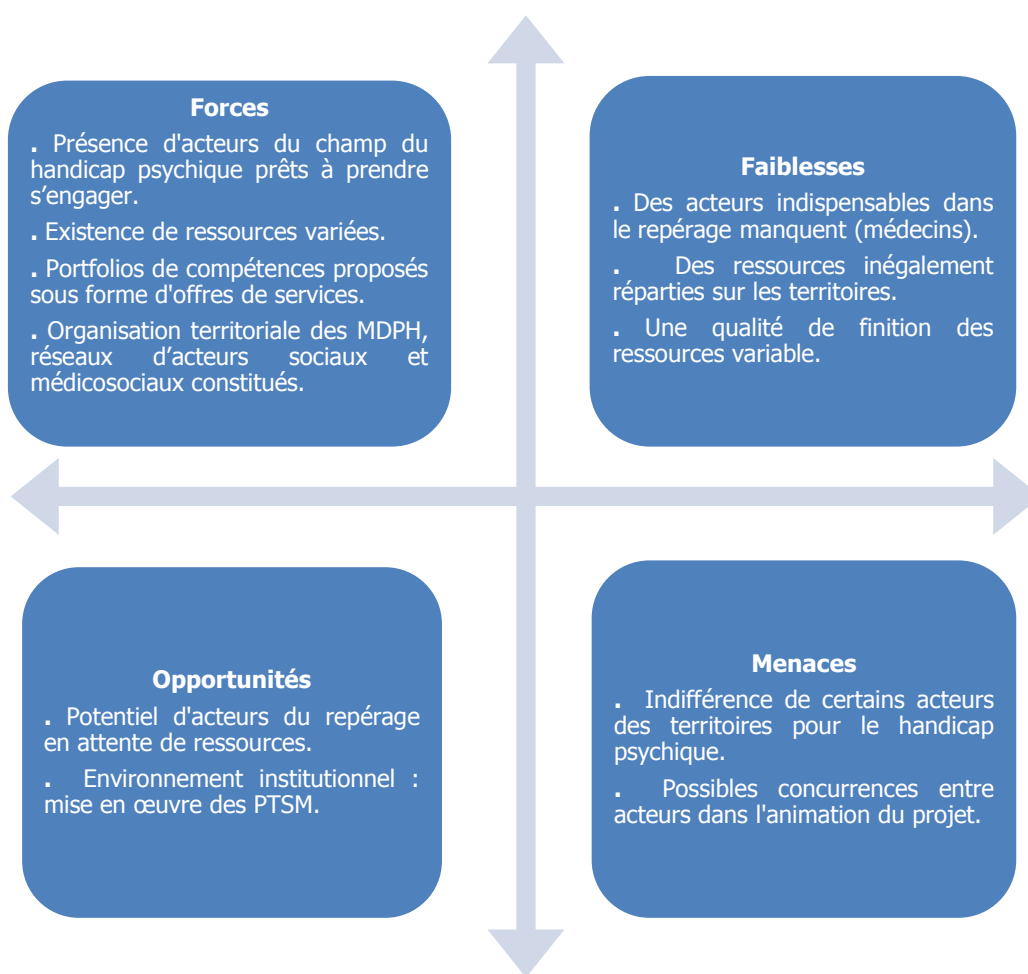 Forces
. Présence d'acteurs du champ du
handicap psychique prêts à prendre
s’engager.
. Existence de ressources variées.
. Portfolios de compétences proposés
sous forme d'offres de services.
. Organisation territoriale des MDPH,
réseaux d’acteurs sociaux et
médicosociaux constitués.
Faiblesses
. Des acteurs indispensables dans
le repérage manquent (médecins).
. Des ressources inégalement
réparties sur les territoires.
. Une qualité de finition des
ressources variable.
Opportunités
. Potentiel d'acteurs du repérage
en attente de ressources.
. Environnement institutionnel :
mise en œuvre des PTSM.
Menaces
. Indifférence de certains acteurs
des territoires pour le handicap
psychique.
. Possibles concurrences entre
acteurs dans l'animation du projet.